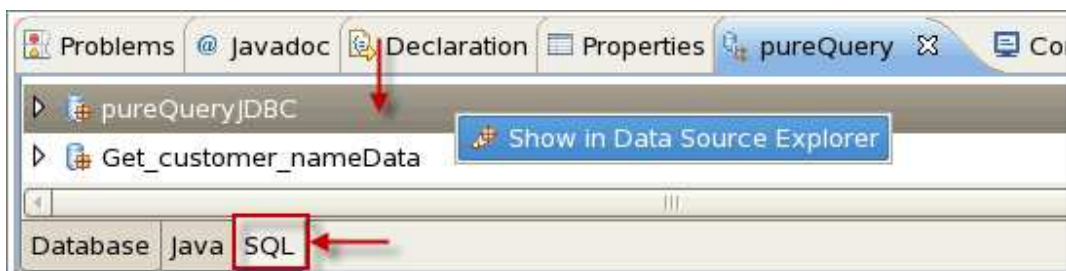 Problems @ Javadoc Declaration Properties pureQuery Co
pureQueryJDBC
Show in Data Source Explorer
Get_customer_nameData
Database Java SQL